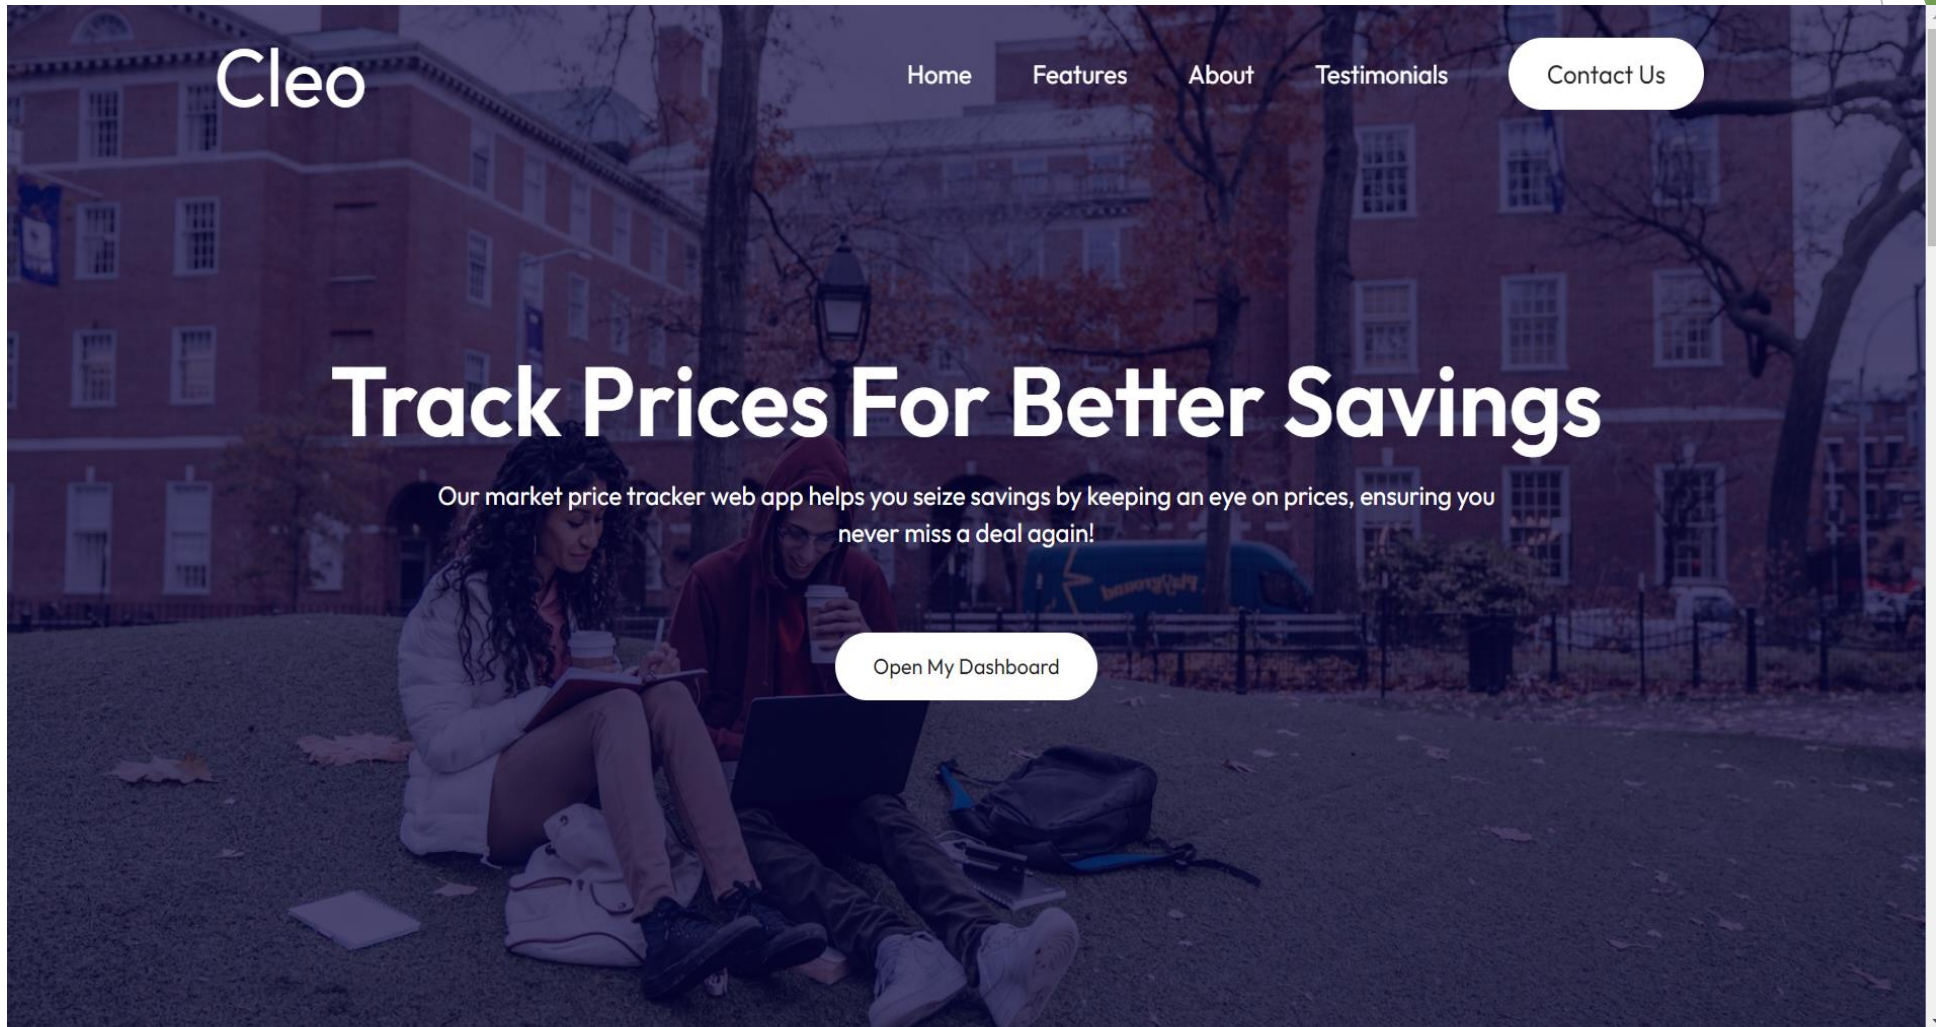 Cleo
Home Features About Testimonials Contact Us
Track Prices For Better Savings
Our market price tracker web app helps you seize savings by keeping an eye on prices, ensuring you
never miss a deal again!
Open My Dashboard